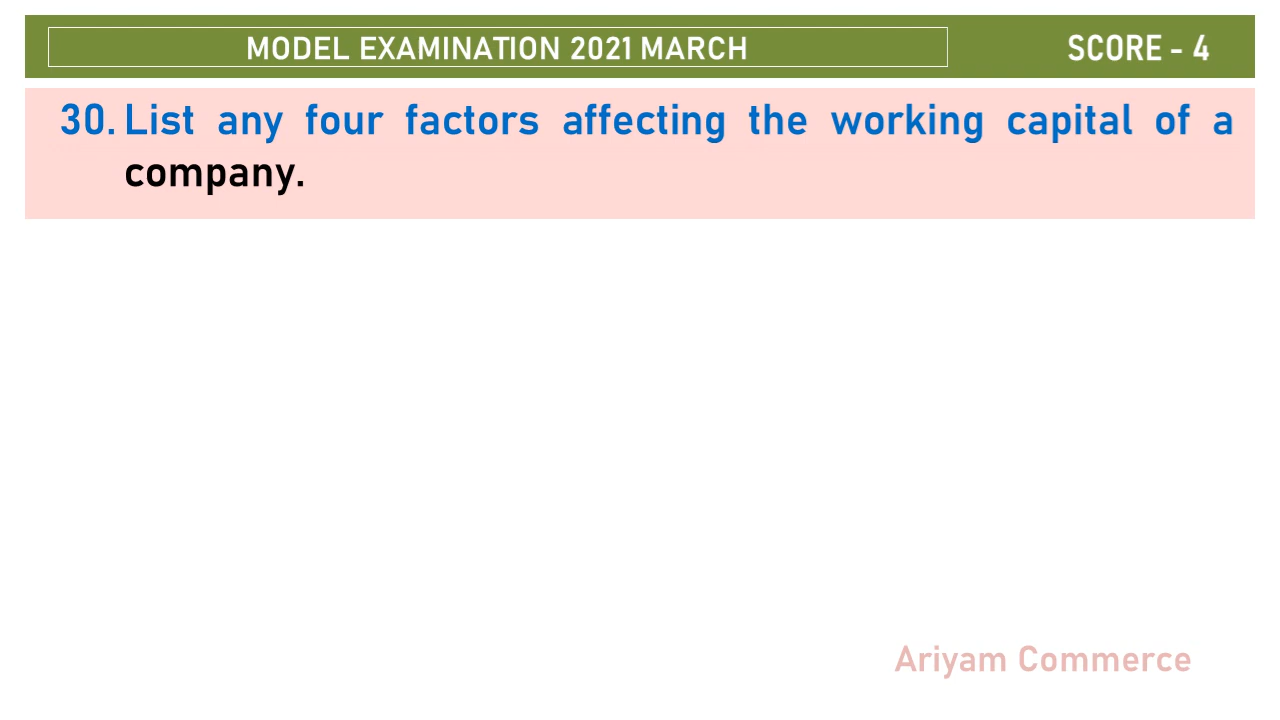 MODEL EXAMINATION 2021 MARCH
SCORE - 4
30. List any four factors affecting the working capital of a
company.
Ariyam Commerce